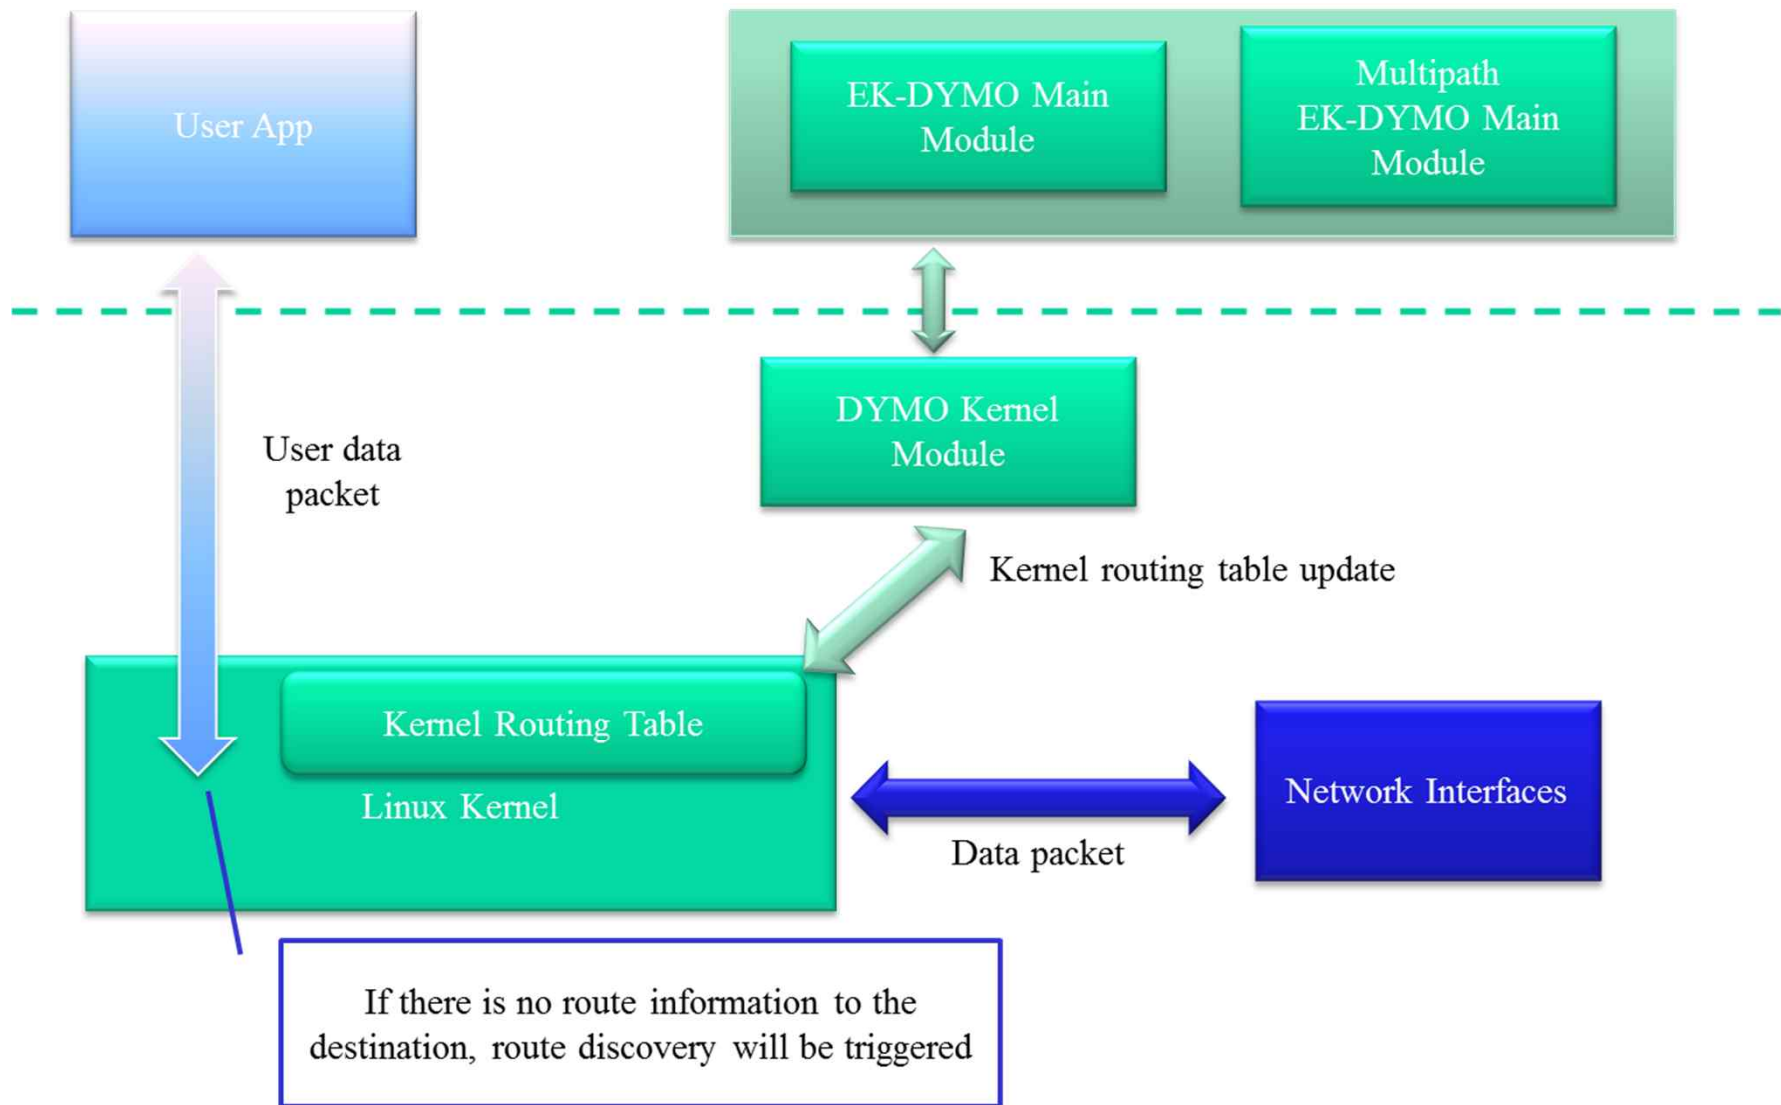 User App
EK-DYMO Main
Module
Multipath
EK-DYMO Main
Module
DYMO Kernel
Module
User data
packet
Kernel routing table update
Kernel Routing Table
Linux Kernel
Network Interfaces
Data packet
If there is no route information to the
destination, route discovery will be triggered